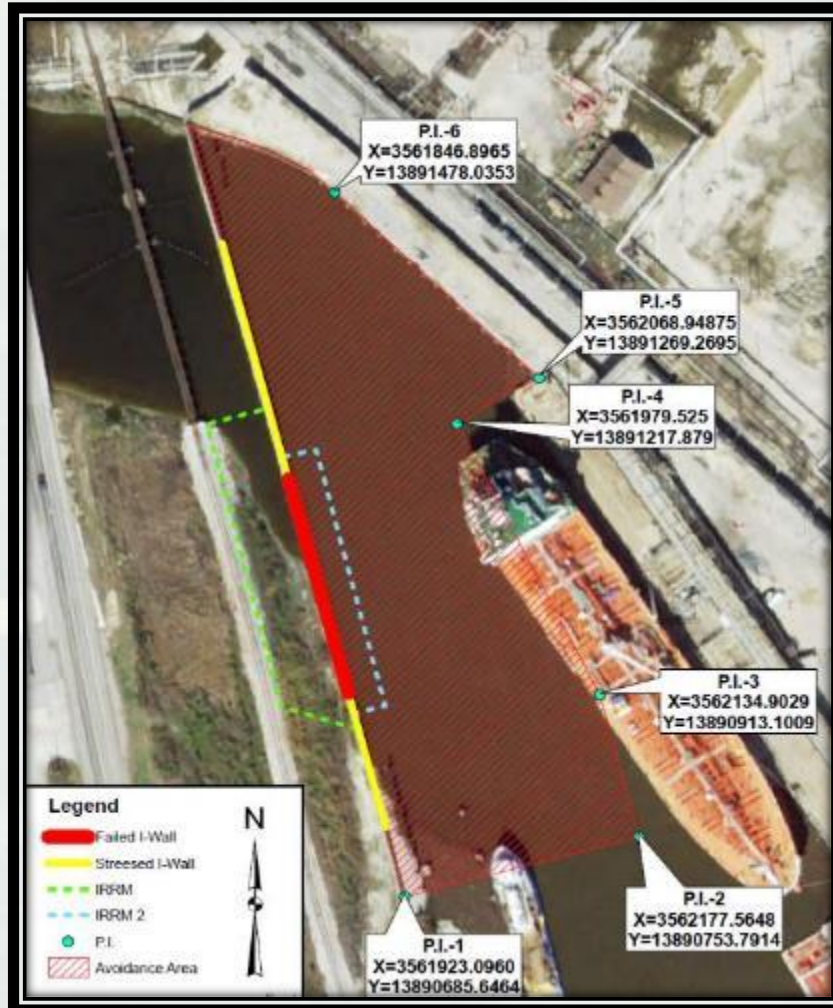 P.I.-6
X=3561846.8965
Y=13891478.0353
P.I.-5
X=3562068.94875
Y=13891269.2695
P.I.-4
X=3561979.525
Y=13891217.879
P.I.-3
X=3562134.9029
Y=13890913.1009
P.I.-2
X=3562177.5648
Y=13890753.7914
P.I.-1
X=3561923.0960
Y=13890685.6464
Legend
N
Failed I-Wall
Streesed I-Wall
IRRM
IRRM 2
P.I.
Avoidance Area